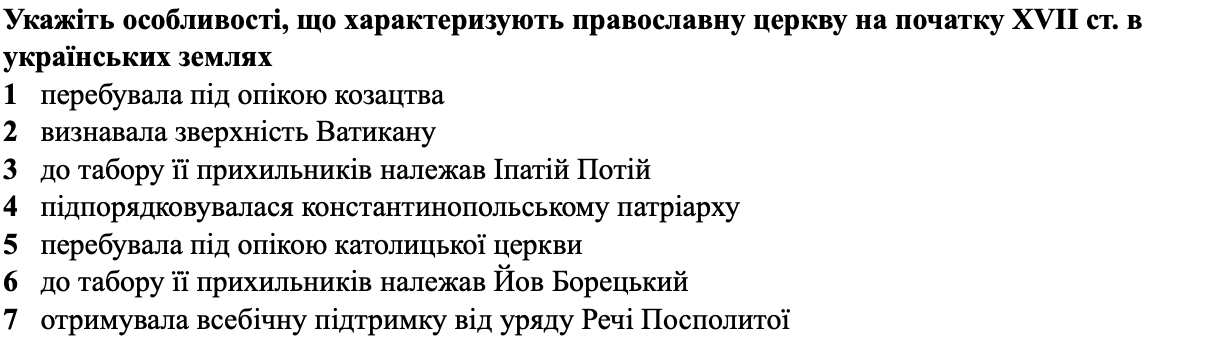 Укажіть особливості, що характеризують православну церкву на початку XVII ст. в
українських землях
1 перебувала під опікою козацтва
2 визнавала зверхність Ватикану
3 до табору її прихильників належав Іпатій Потій
4 підпорядковувалася константинопольському патріарху
5 перебувала під опікою католицької церкви
6 до табору її прихильників належав Йов Борецький
7 отримувала всебічну підтримку від уряду Речі Посполитої